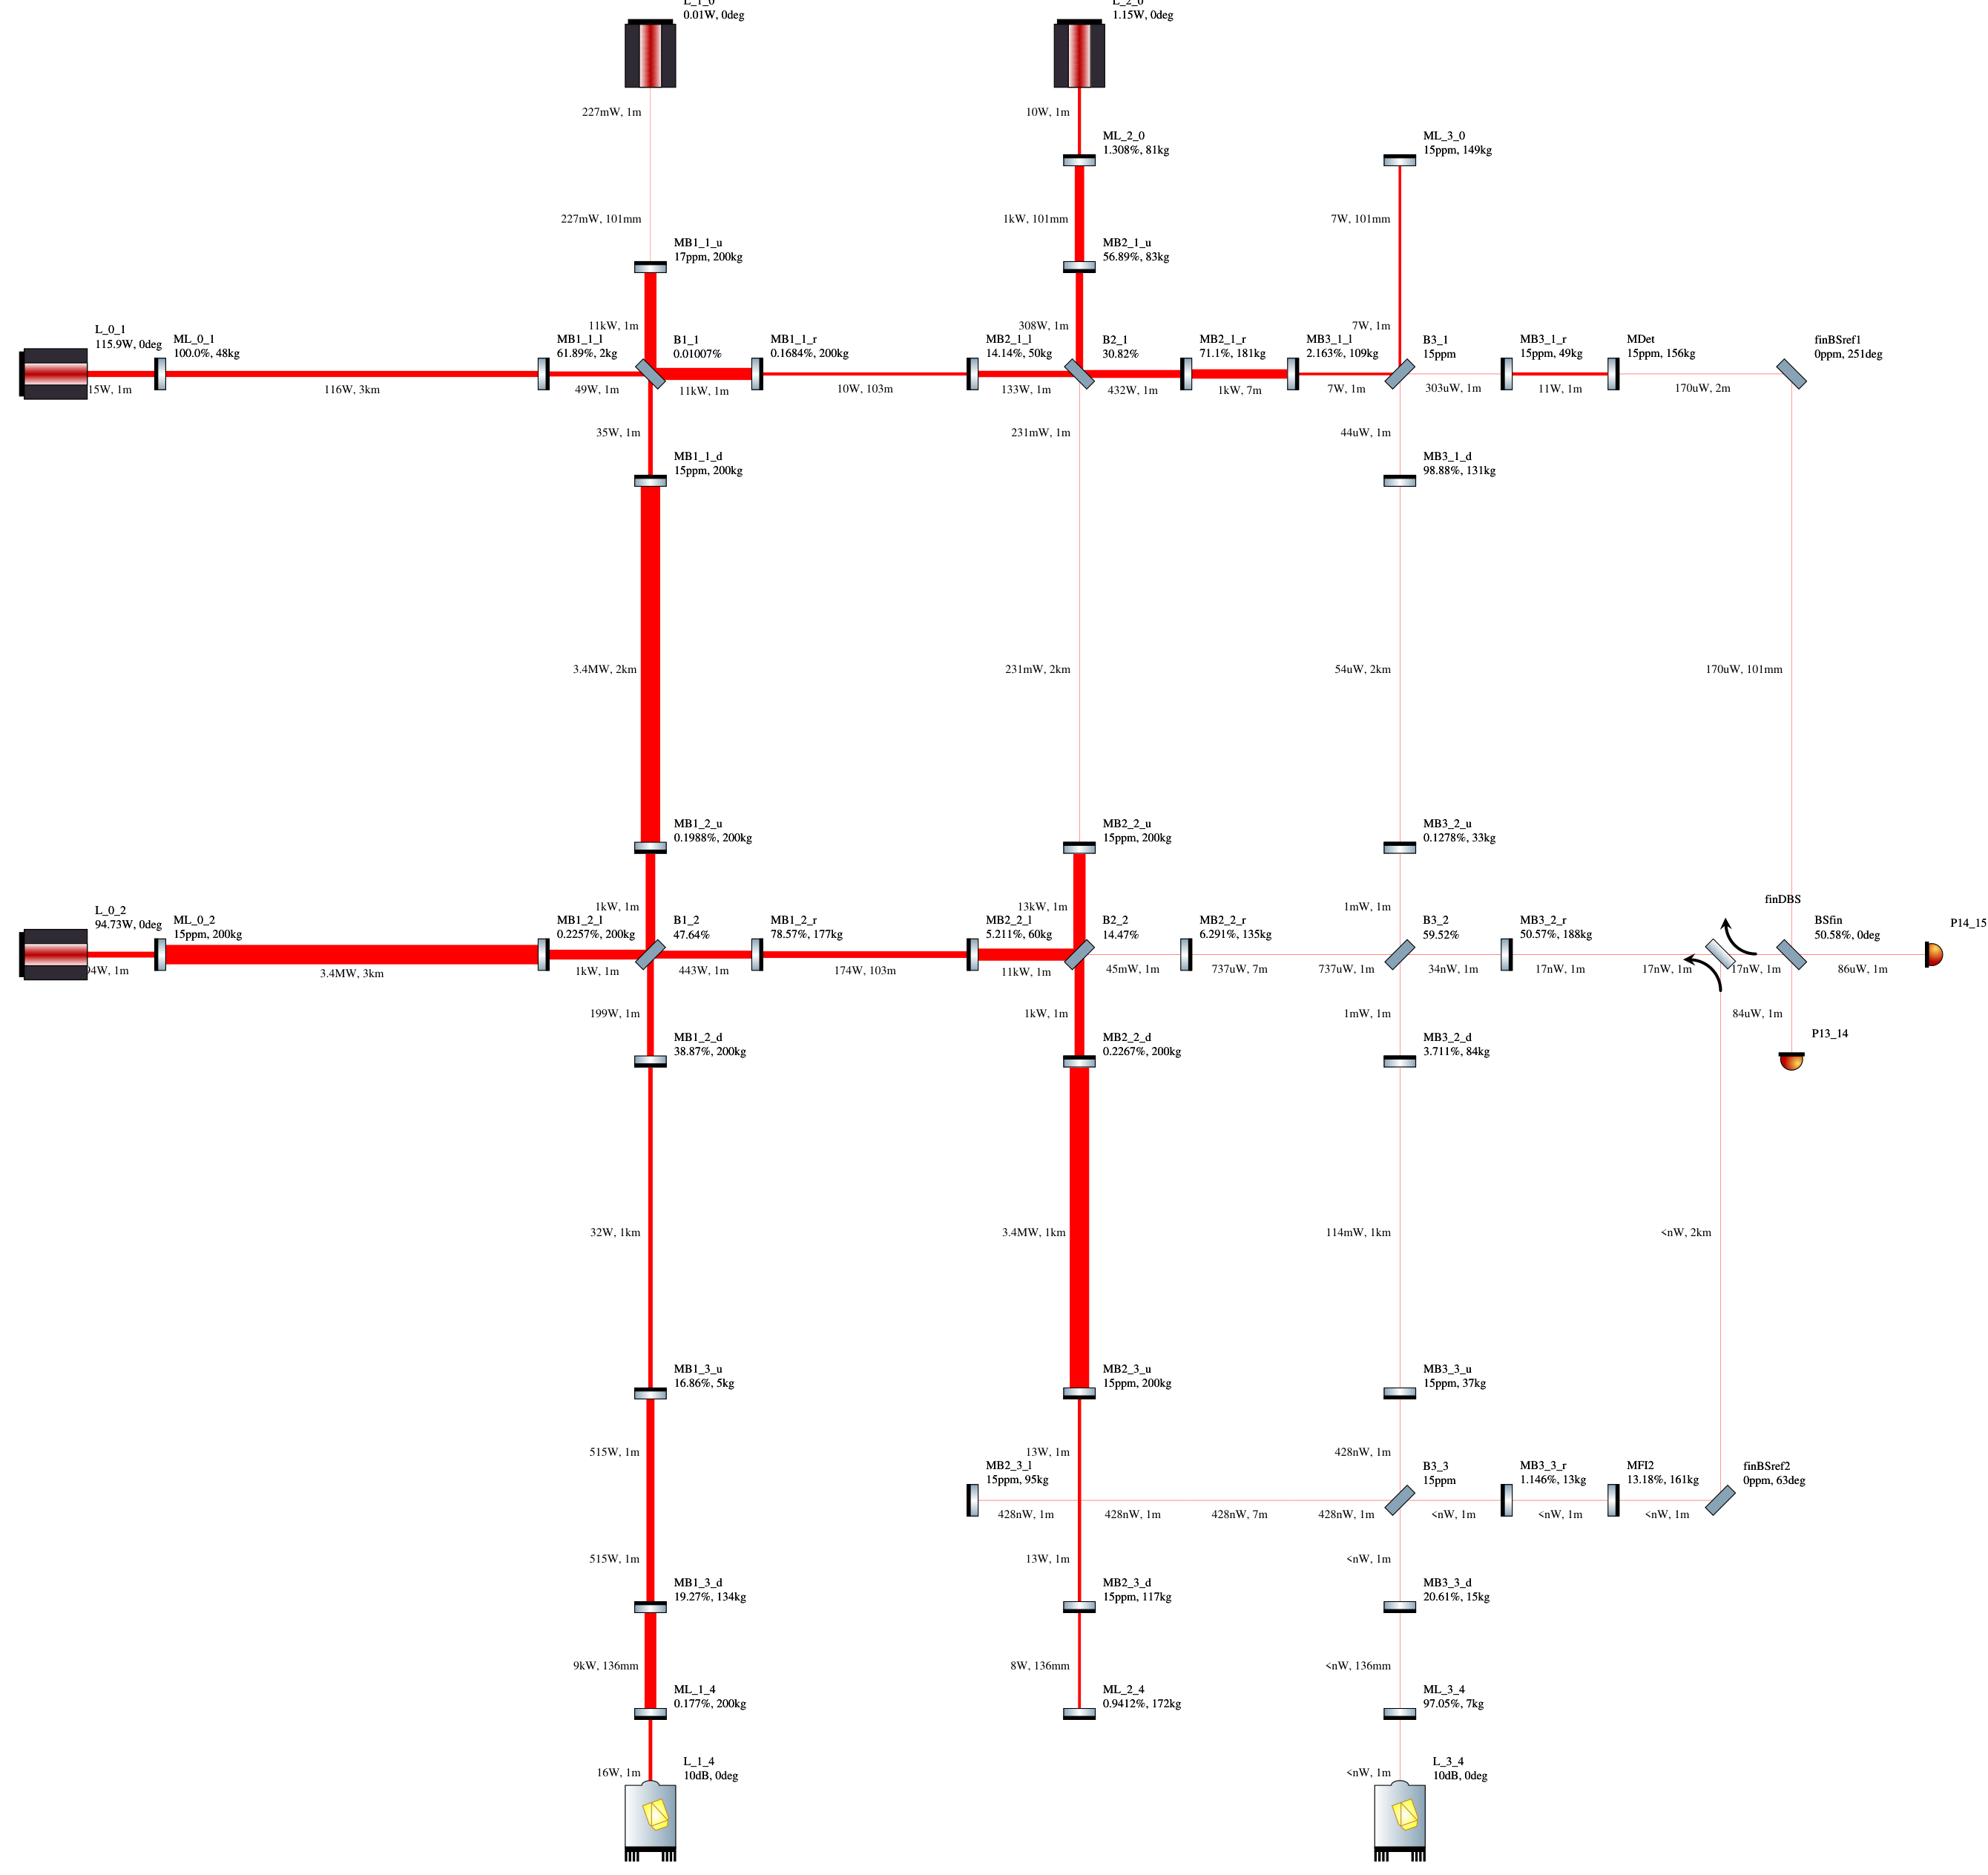 L_1_0
0.01W, 0deg
L_2_0
1.15W, 0deg
227mW, 1m
10W, 1m
ML_2_0
1.308%, 81kg
ML_3_0
15ppm, 149kg
227mW, 101mm
1kW, 101mm
7W, 101mm
MB1_1_u
17ppm, 200kg
MB2_1_u
56.89%, 83kg
11kW, 1m
308W, 1m
7W, 1m
L_0_1
115.9W, 0deg
ML_0_1
100.0%, 48kg
MB1_1_l
61.89%, 2kg
B1_1
0.01007%
MB1_1_r
0.1684%, 200kg
MB2_1_l
14.14%, 50kg
B2_1
30.82%
MB2_1_r
71.1%, 181kg
MB3_1_l
2.163%, 109kg
B3_1
15ppm
MB3_1_r
15ppm, 49kg
MDet
15ppm, 156kg
finBSref1
0ppm, 251deg
15W, 1m
116W, 3km
49W, 1m
11kW, 1m
10W, 103m
133W, 1m
432W, 1m
1kW, 7m
7W, 1m
303uW, 1m
11W, 1m
170uW, 2m
35W, 1m
231mW, 1m
44uW, 1m
MB1_1_d
15ppm, 200kg
MB3_1_d
98.88%, 131kg
3.4MW, 2km
231mW, 2km
54uW, 2km
170uW, 101mm
MB1_2_u
0.1988%, 200kg
MB2_2_u
15ppm, 200kg
MB3_2_u
0.1278%, 33kg
1kW, 1m
13kW, 1m
1mW, 1m
finDBS
L_0_2
94.73W, 0deg
ML_0_2
15ppm, 200kg
MB1_2_l
0.2257%, 200kg
B1_2
47.64%
MB1_2_r
78.57%, 177kg
MB2_2_l
5.211%, 60kg
B2_2
14.47%
MB2_2_r
6.291%, 135kg
B3_2
59.52%
MB3_2_r
50.57%, 188kg
BSfin
50.58%, 0deg
P14_15
94W, 1m
3.4MW, 3km
1kW, 1m
443W, 1m
174W, 103m
11kW, 1m
45mW, 1m
737uW, 7m
737uW, 1m
34nW, 1m
17nW, 1m
17nW, 1m
17nW, 1m
86uW, 1m
199W, 1m
1kW, 1m
1mW, 1m
84uW, 1m
MB1_2_d
38.87%, 200kg
MB2_2_d
0.2267%, 200kg
MB3_2_d
3.711%, 84kg
P13_14
32W, 1km
3.4MW, 1km
114mW, 1km
<nW, 2km
MB1_3_u
16.86%, 5kg
MB2_3_u
15ppm, 200kg
MB3_3_u
15ppm, 37kg
515W, 1m
13W, 1m
428nW, 1m
MB2_3_l
15ppm, 95kg
B3_3
15ppm
MB3_3_r
1.146%, 13kg
MFI2
13.18%, 161kg
finBSref2
0ppm, 63deg
428nW, 1m
428nW, 1m
428nW, 7m
428nW, 1m
<nW, 1m
<nW, 1m
<nW, 1m
515W, 1m
13W, 1m
<nW, 1m
MB1_3_d
19.27%, 134kg
MB2_3_d
15ppm, 117kg
MB3_3_d
20.61%, 15kg
9kW, 136mm
8W, 136mm
<nW, 136mm
ML_1_4
0.177%, 200kg
ML_2_4
0.9412%, 172kg
ML_3_4
97.05%, 7kg
16W, 1m
L_1_4
10dB, 0deg
<nW, 1m
L_3_4
10dB, 0deg